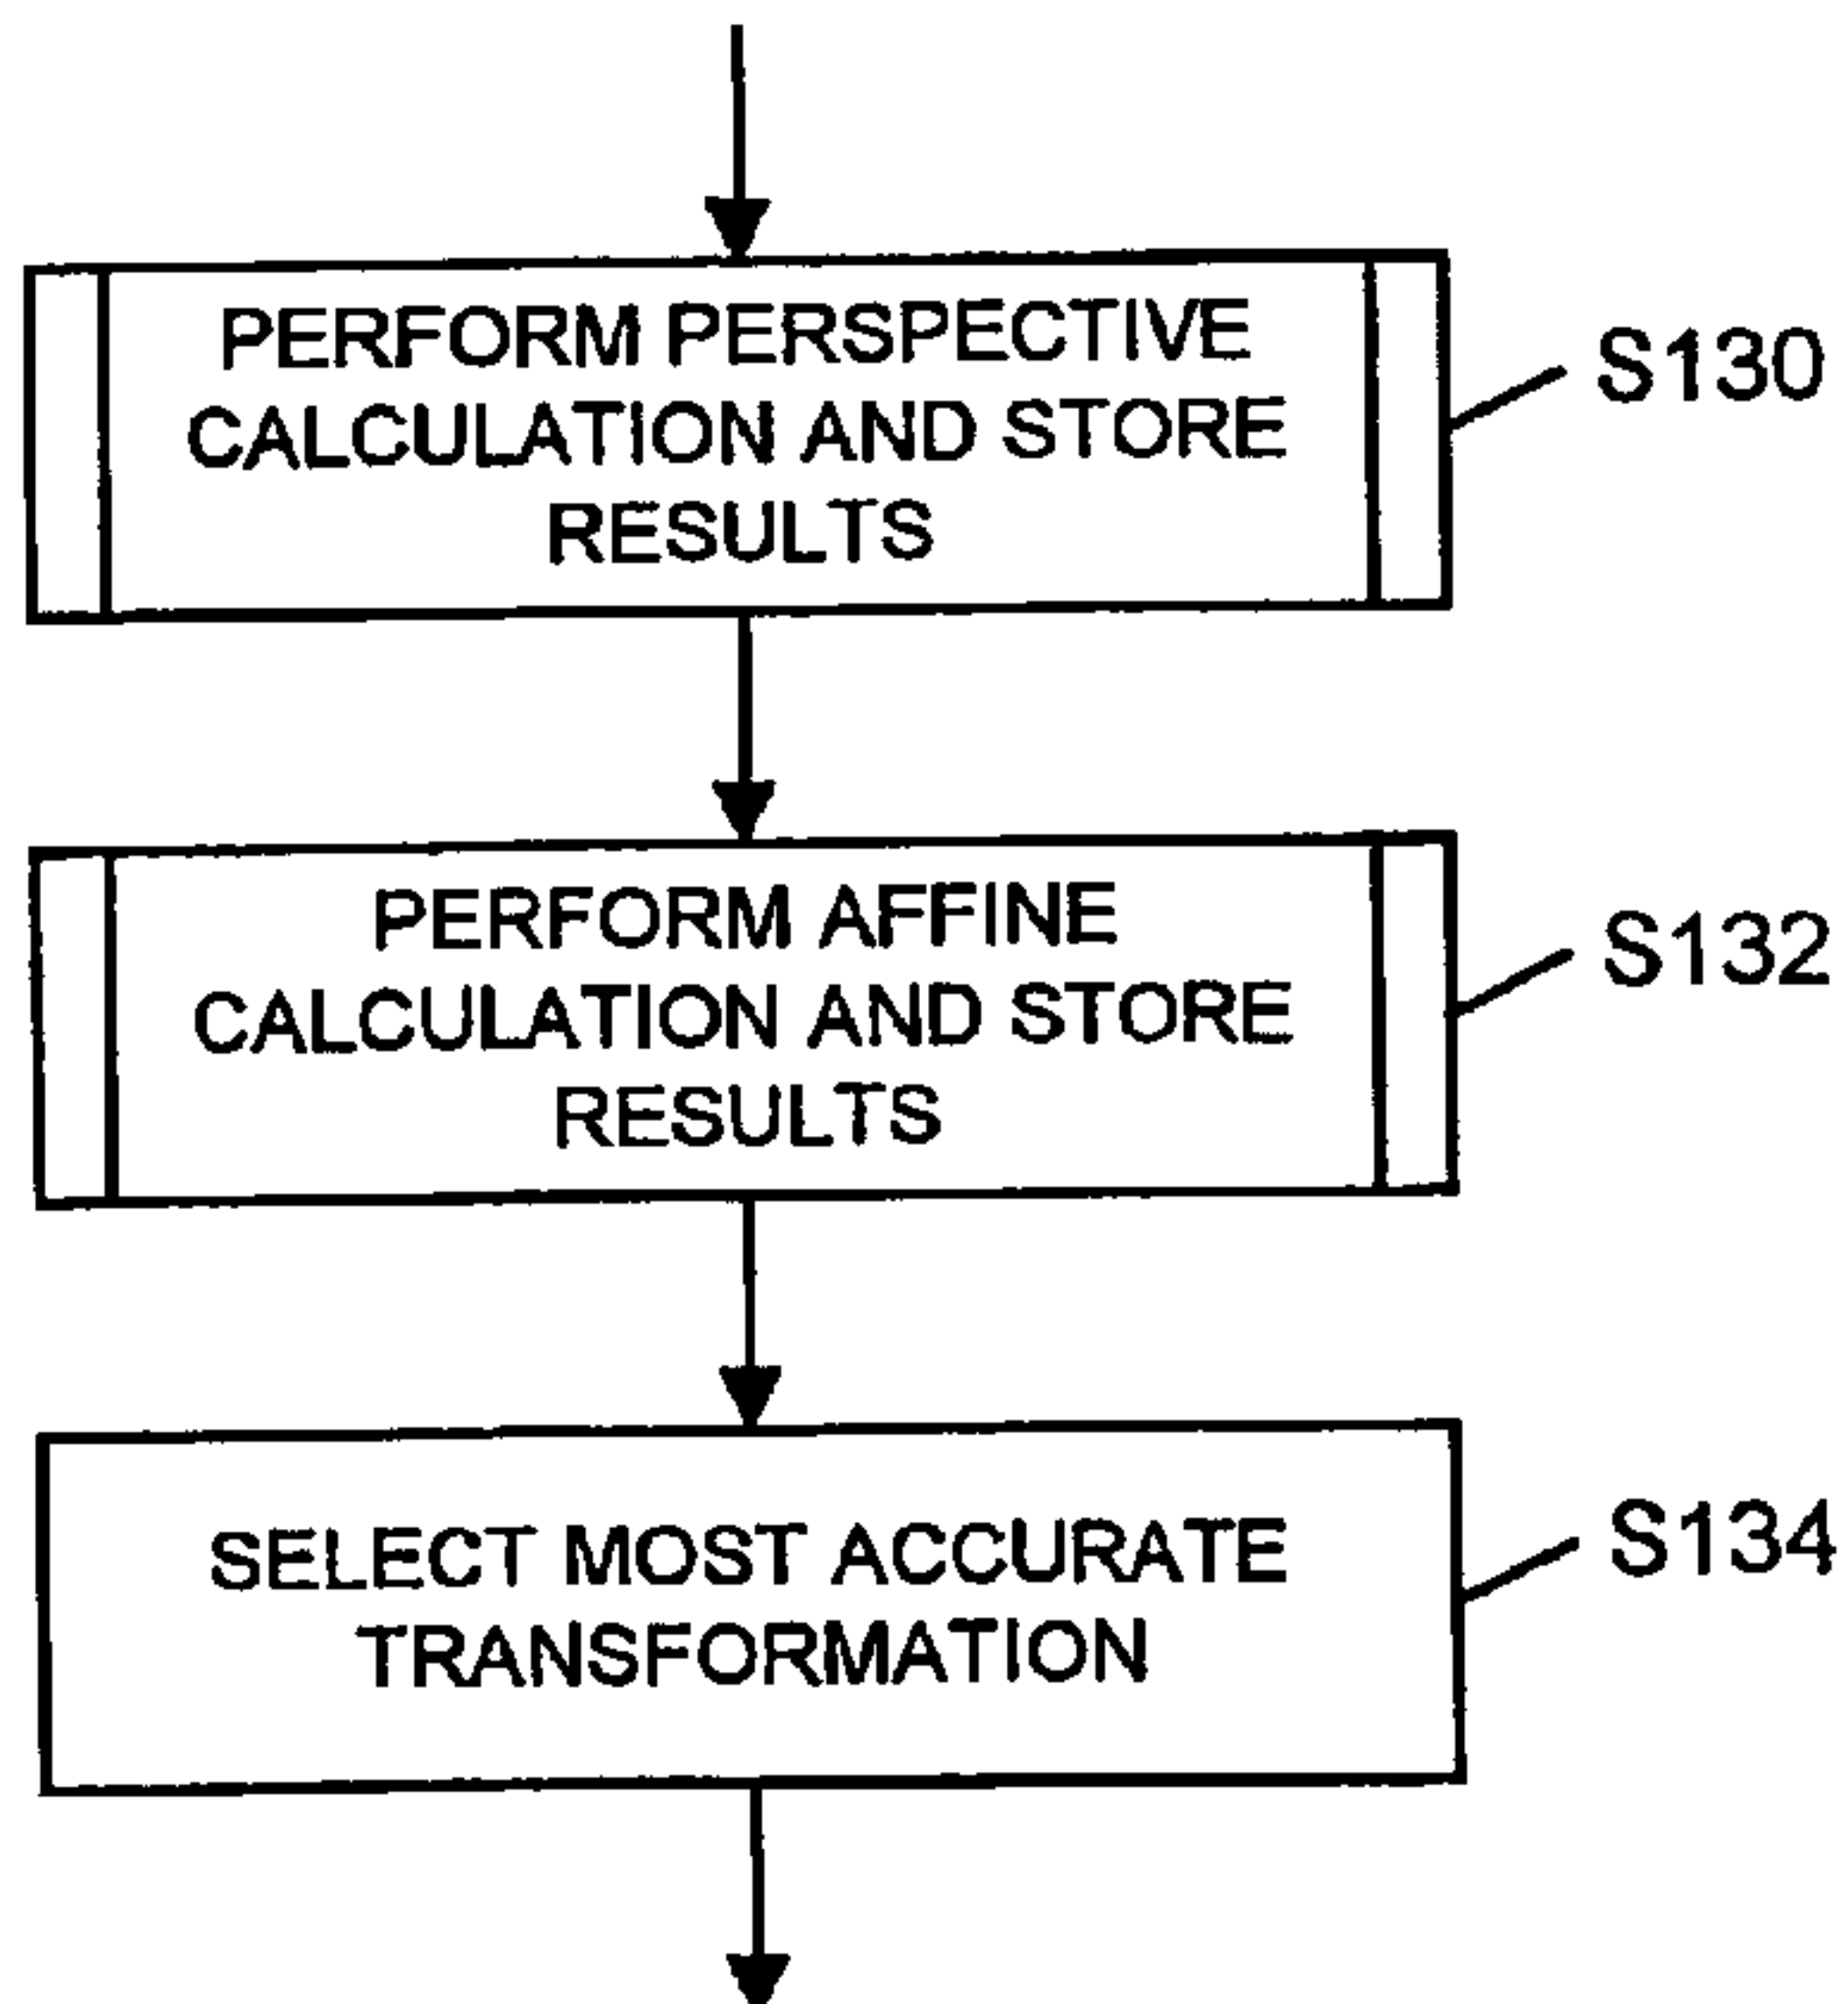 PERFORM PERSPECTIVE
CALCULATION AND STORE
RESULTS
S130
PERFORM AFFINE
CALCULATION AND STORE
RESULTS
S132
SELECT MOST ACCURATE
TRANSFORMATION
S134